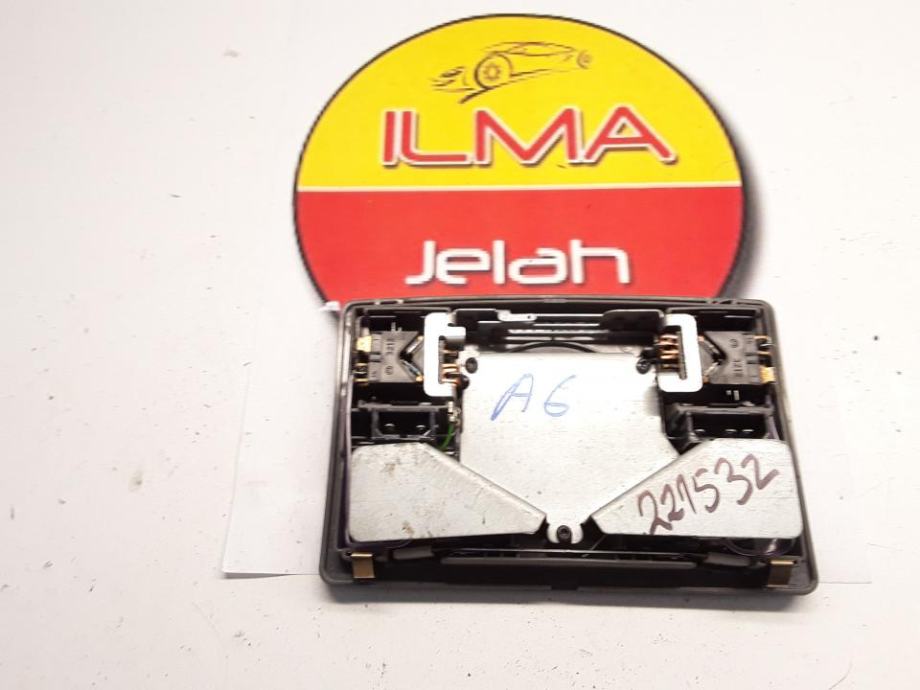 ILMA
Jelah
A6
221532